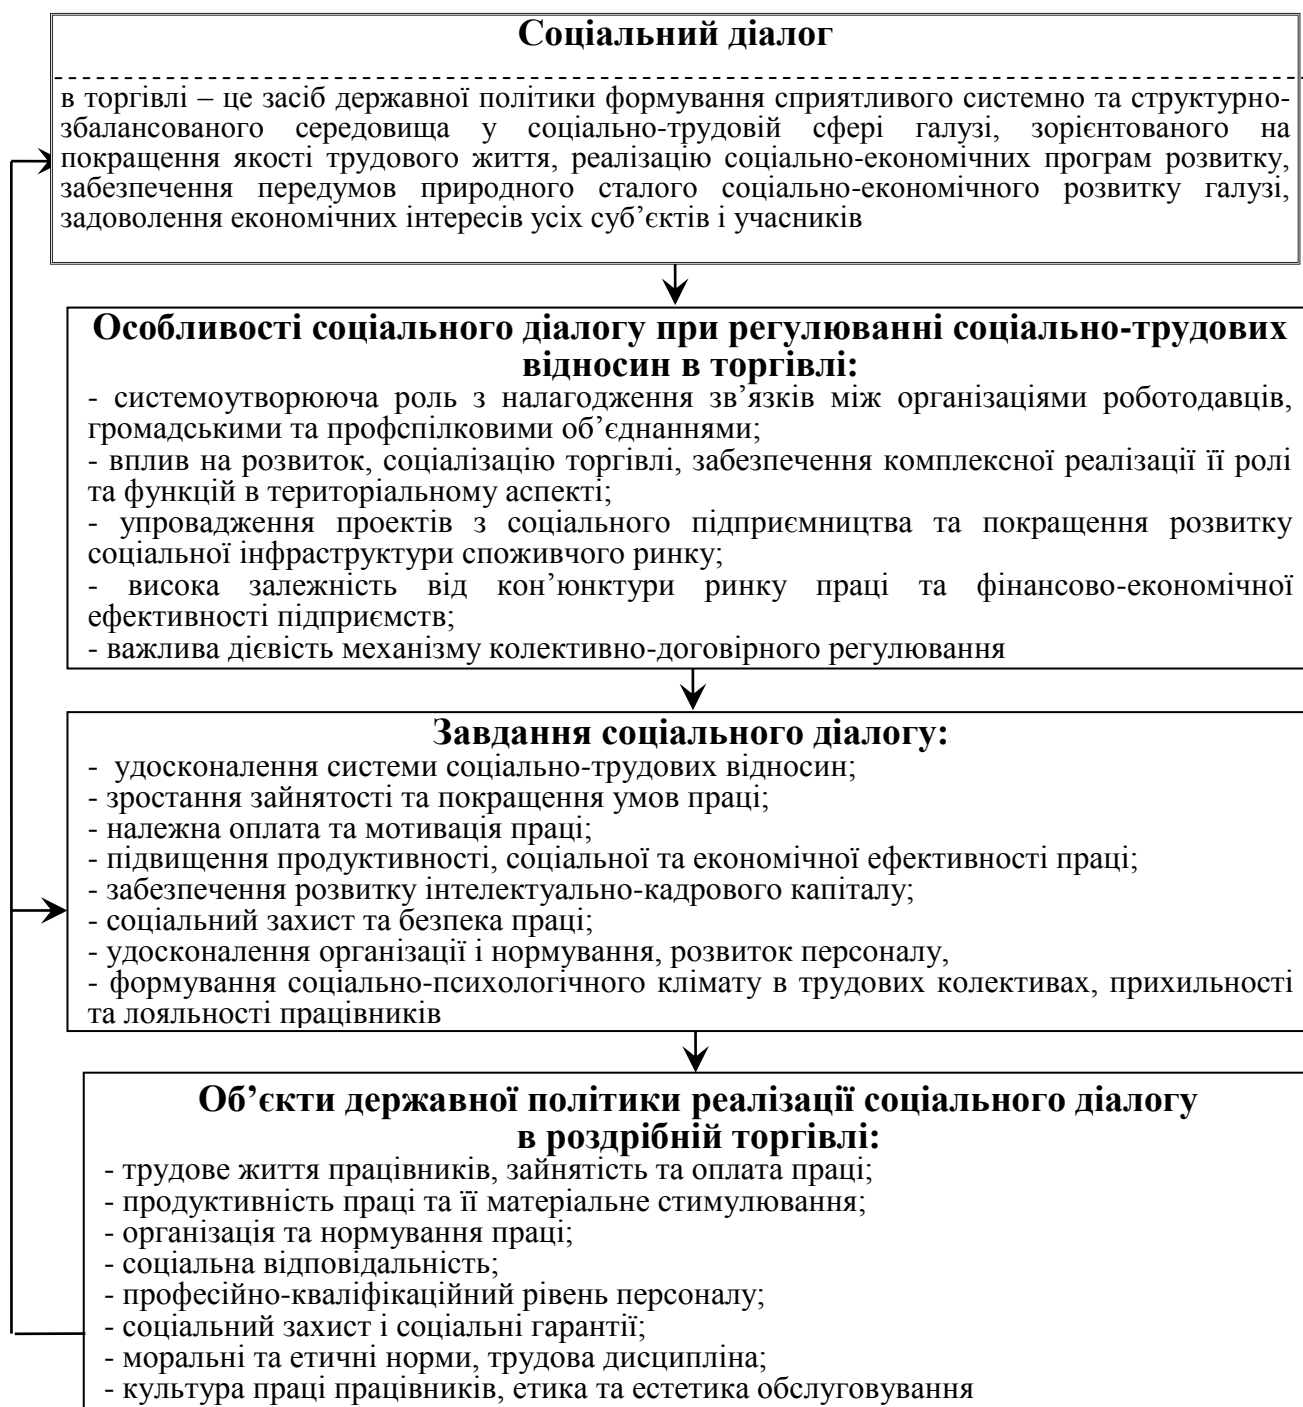 Соціальний діалог
в торгівлі – це засіб державної політики формування сприятливого системно та структурно-
збалансованого середовища у соціально-трудовій сфері галузі, зорієнтованого на
покращення якості трудового життя, реалізацію соціально-економічних програм розвитку,
забезпечення передумов природного сталого соціально-економічного розвитку галузі,
задоволення економічних інтересів усіх суб’єктів і учасників
Особливості соціального діалогу при регулюванні соціально-трудових
відносин в торгівлі:
- системоутворююча роль з налагодження зв’язків між організаціями роботодавців,
громадськими та профспілковими об’єднаннями;
- вплив на розвиток, соціалізацію торгівлі, забезпечення комплексної реалізації її ролі
та функцій в територіальному аспекті;
- упровадження проектів з соціального підприємництва та покращення розвитку
соціальної інфраструктури споживчого ринку;
- висока залежність від кон’юнктури ринку праці та фінансово-економічної
ефективності підприємств;
- важлива дієвість механізму колективно-договірного регулювання
Завдання соціального діалогу:
- удосконалення системи соціально-трудових відносин;
- зростання зайнятості та покращення умов праці;
- належна оплата та мотивація праці;
- підвищення продуктивності, соціальної та економічної ефективності праці;
- забезпечення розвитку інтелектуально-кадрового капіталу;
- соціальний захист та безпека праці;
- удосконалення організації і нормування, розвиток персоналу,
- формування соціально-психологічного клімату в трудових колективах, прихильності
та лояльності працівників
Об’єкти державної політики реалізації соціального діалогу
в роздрібній торгівлі:
- трудове життя працівників, зайнятість та оплата праці;
- продуктивність праці та її матеріальне стимулювання;
- організація та нормування праці;
- соціальна відповідальність;
- професійно-кваліфікаційний рівень персоналу;
- соціальний захист і соціальні гарантії;
- моральні та етичні норми, трудова дисципліна;
- культура праці працівників, етика та естетика обслуговування